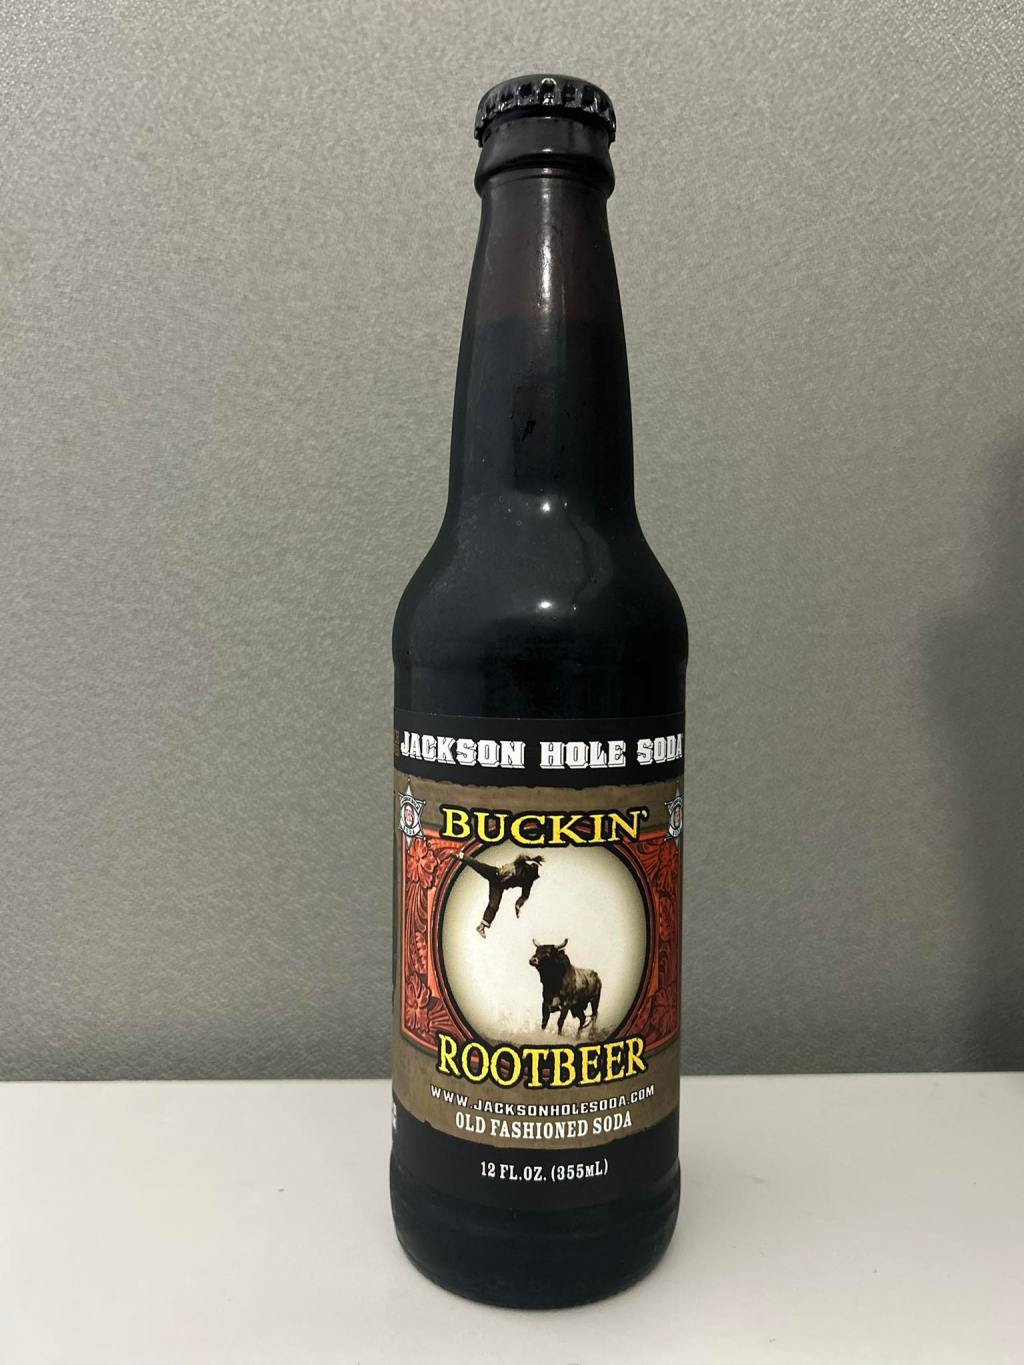 JACKSON HOLE SODA
BUCKIN'
ROOTBEER
WWW.JACKSONHOLESODA.COM
OLD FASHIONED SODA
12 FL.OZ. (355mL)